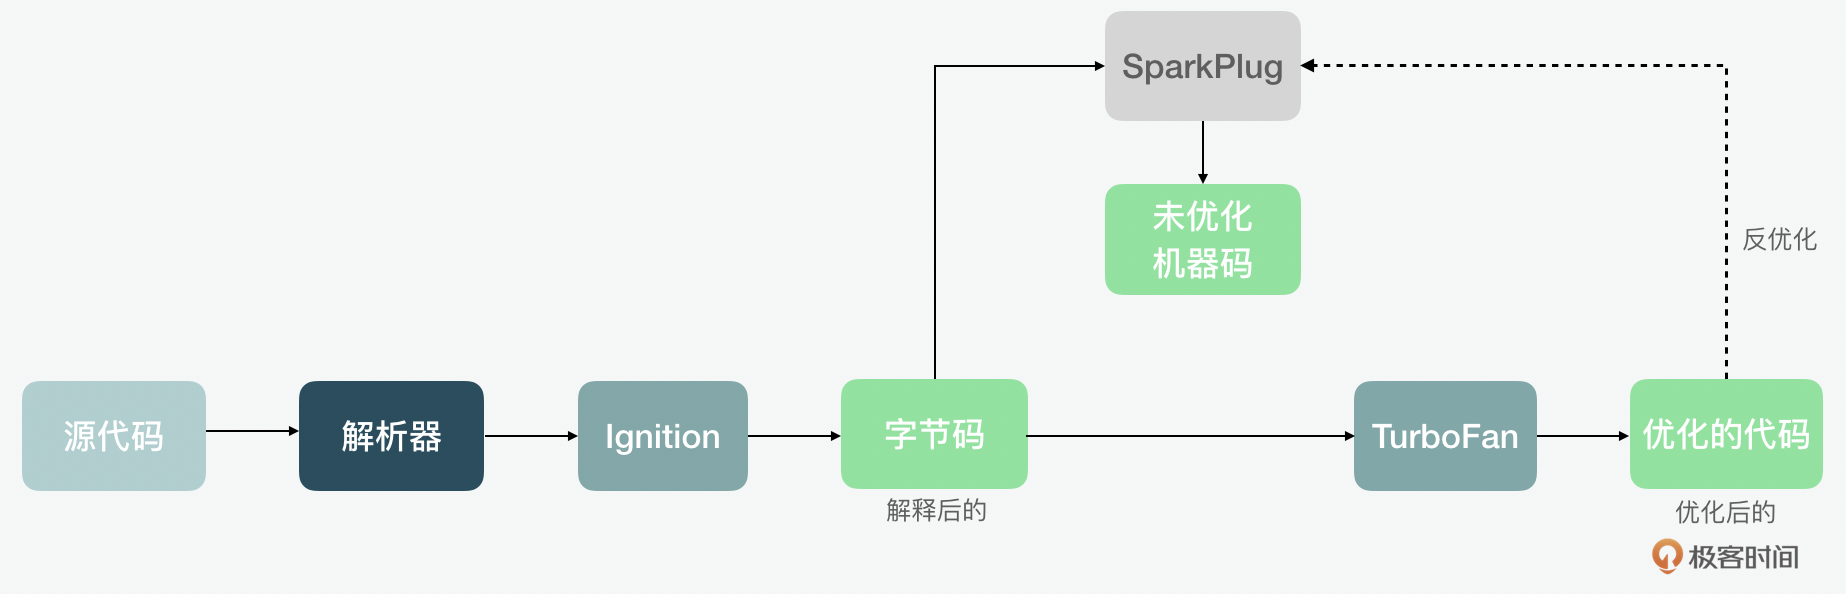 SparkPlug
未优化
机器码
反优化
源代码
解析器
Ignition
字节码
TurboFan
优化的代码
解释后的
优化后的
极客时间